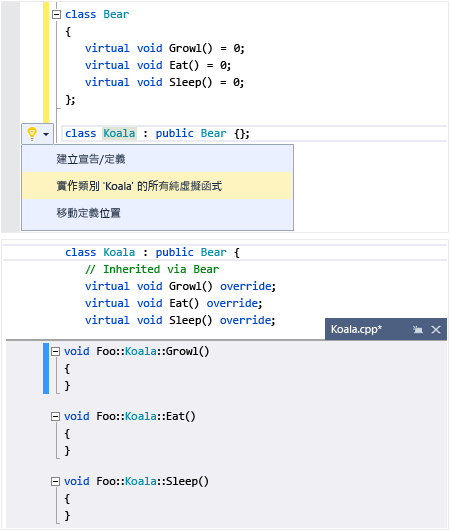 class Bear
{
virtual void Growl() = 0;
virtual void Eat() = 0;
virtual void Sleep() = 0;
};
class Koala : public Bear {};
建立宣告/定義
實作類別 'Koala' 的所有純虛擬函式
移動定義位置
class Koala : public Bear {
// Inherited via Bear
virtual void Growl() override;
virtual void Eat() override;
virtual void Sleep() override;
Koala.cpp*
void Foo::Koala::Growl()
{
}
void Foo::Koala::Eat()
{
}
void Foo::Koala::Sleep()
{
}